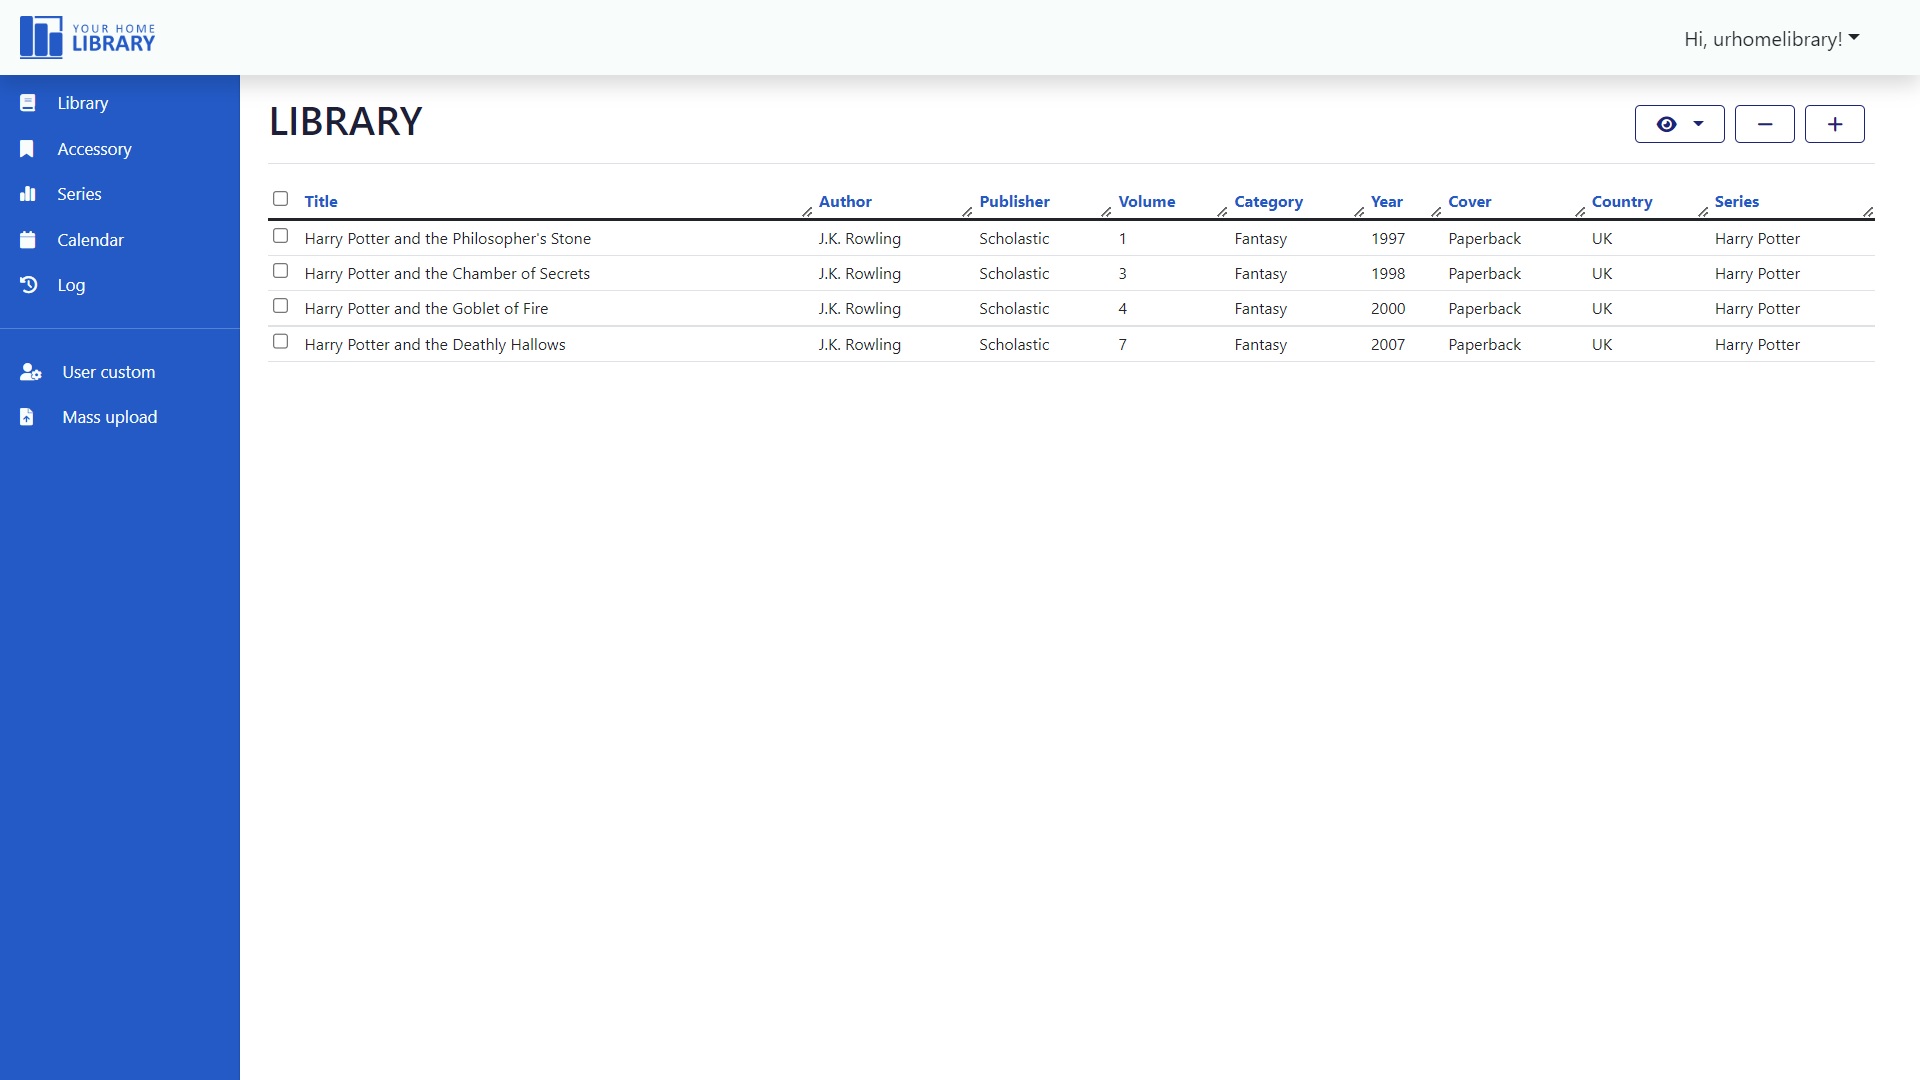 YOUR HOME
LIBRARY
Hi, urhomelibrary!
Library
Accessory
Series
Calendar
Log
User custom
Mass upload
LIBRARY
Title Author Publisher Volume Category Year Cover Country Series
Harry Potter and the Philosopher's Stone J.K. Rowling Scholastic 1 Fantasy 1997 Paperback UK Harry Potter
Harry Potter and the Chamber of Secrets J.K. Rowling Scholastic 3 Fantasy 1998 Paperback UK Harry Potter
Harry Potter and the Goblet of Fire J.K. Rowling Scholastic 4 Fantasy 2000 Paperback UK Harry Potter
Harry Potter and the Deathly Hallows J.K. Rowling Scholastic 7 Fantasy 2007 Paperback UK Harry Potter